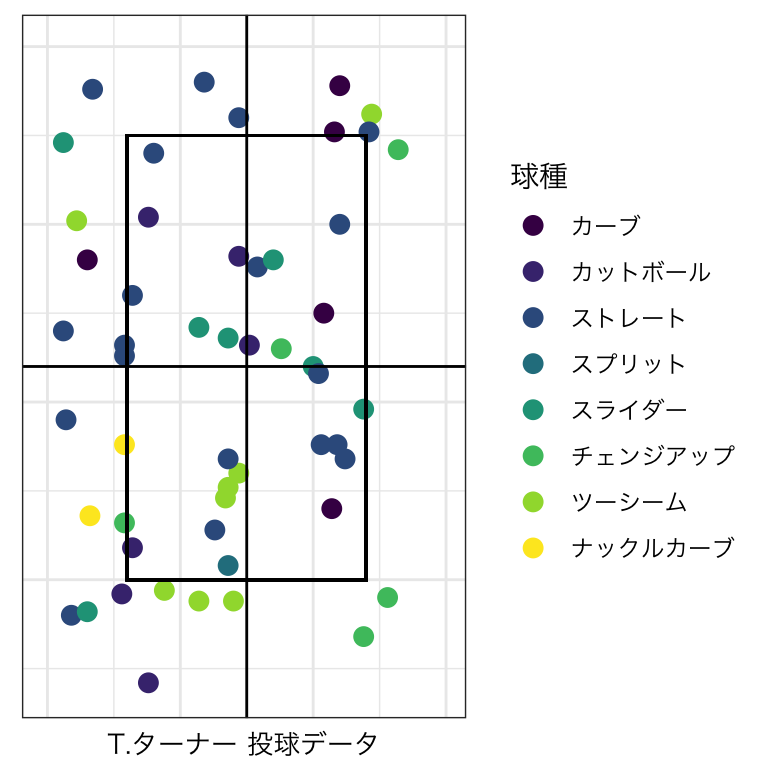 球種
カーブ
カットボール
ストレート
スプリット
スライダー
チェンジアップ
ツーシーム
ナックルカーブ
T.ターナー 投球データ